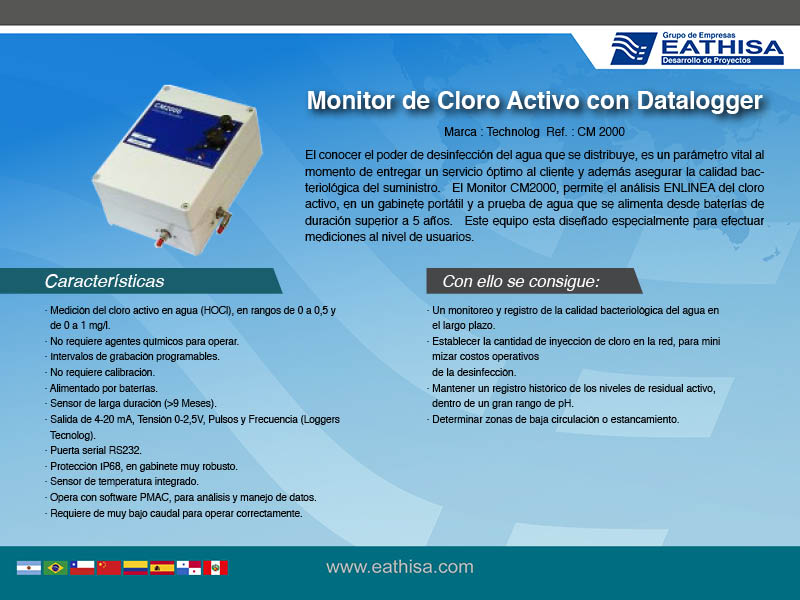 Grupo de Empresas
EATHISA
Desarrollo de Proyectos
Monitor de Cloro Activo con Datalogger
Marca : Technolog Ref. : CM 2000
El conocer el poder de desinfección del agua que se distribuye, es un parámetro vital al
momento de entregar un servicio óptimo al cliente y además asegurar la calidad bac-
teriológica del suministro. El Monitor CM2000, permite el análisis ENLINEA del cloro
activo, en un gabinete portátil y a prueba de agua que se alimenta desde baterías de
duración superior a 5 años. Este equipo esta diseñado especialmente para efectuar
mediciones al nivel de usuarios.
CM2000
Características
· Medición del cloro activo en agua (HOCl), en rangos de 0 a 0,5 y
de 0 a 1 mg/l.
· No requiere agentes químicos para operar.
· Intervalos de grabación programables.
· No requiere calibración.
· Alimentado por baterías.
· Sensor de larga duración (>9 Meses).
· Salida de 4-20 mA, Tensión 0-2,5V, Pulsos y Frecuencia (Loggers
Tecnolog).
· Puerta serial RS232.
· Protección IP68, en gabinete muy robusto.
· Sensor de temperatura integrado.
· Opera con software PMAC, para análisis y manejo de datos.
· Requiere de muy bajo caudal para operar correctamente.
Con ello se consigue:
· Un monitoreo y registro de la calidad bacteriológica del agua en
el largo plazo.
· Establecer la cantidad de inyección de cloro en la red, para mini
mizar costos operativos
de la desinfección.
· Mantener un registro histórico de los niveles de residual activo,
dentro de un gran rango de pH.
· Determinar zonas de baja circulación o estancamiento.
www.eathisa.com